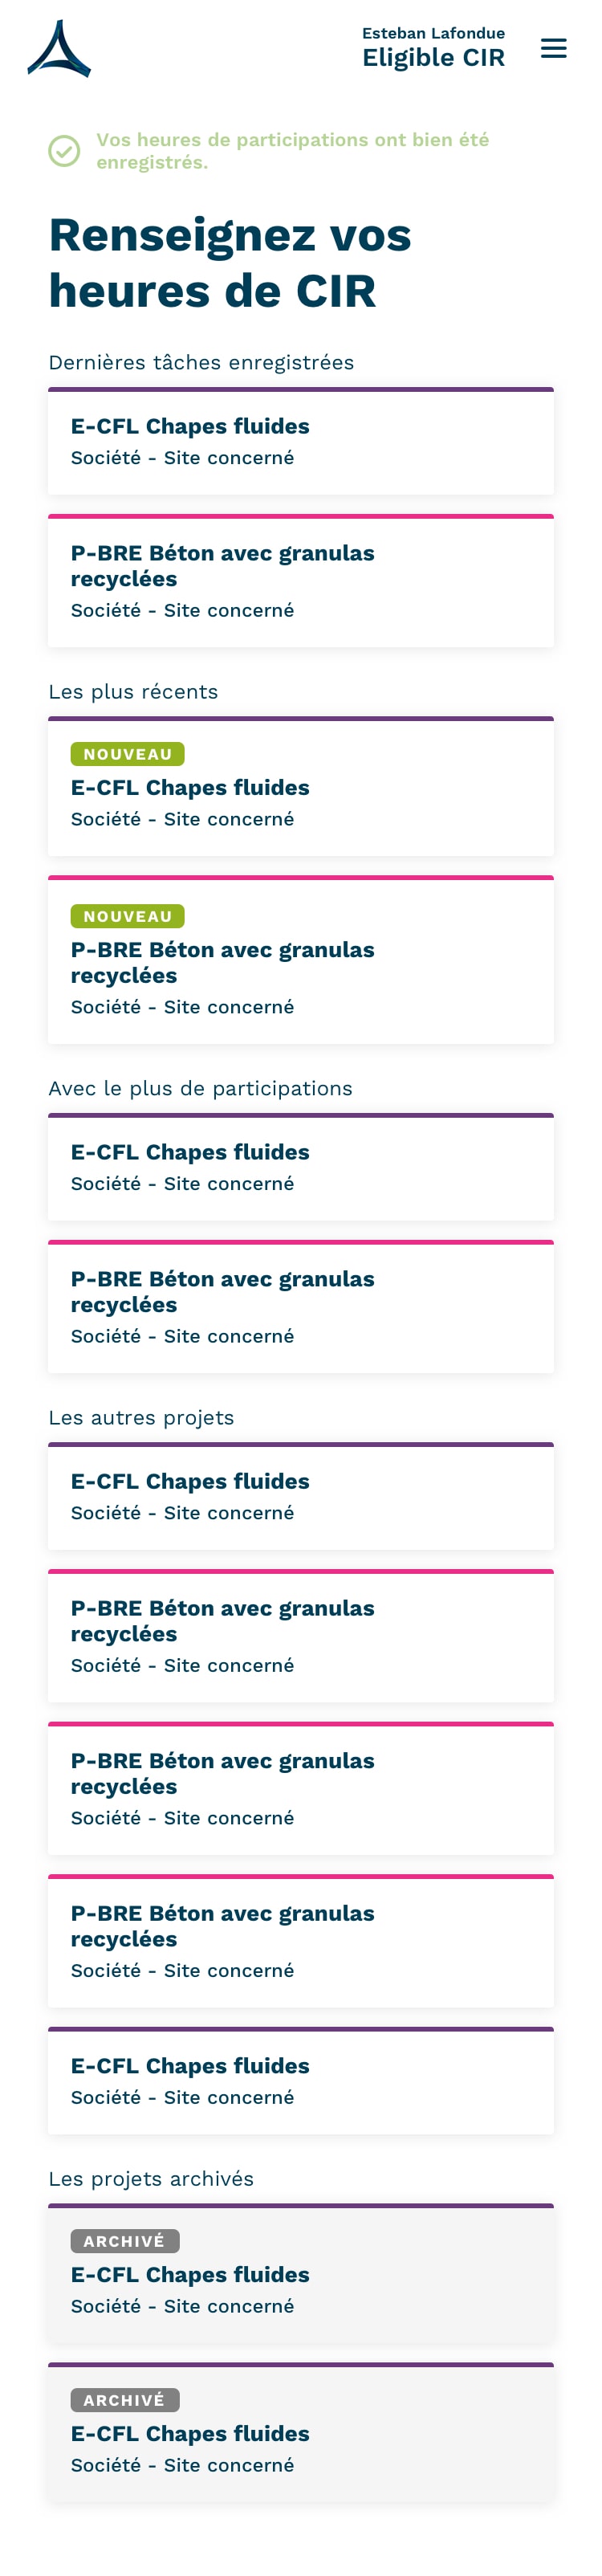 Esteban Lafondue
Eligible CIR
Vos heures de participations ont bien été
enregistrés.
Renseignez vos
heures de CIR
Dernières tâches enregistrées
E-CFL Chapes fluides
Société - Site concerné
P-BRE Béton avec granulas
recyclées
Société - Site concerné
Les plus récents
NOUVEAU
E-CFL Chapes fluides
Société - Site concerné
NOUVEAU
P-BRE Béton avec granulas
recyclées
Société - Site concerné
Avec le plus de participations
E-CFL Chapes fluides
Société - Site concerné
P-BRE Béton avec granulas
recyclées
Société - Site concerné
Les autres projets
E-CFL Chapes fluides
Société - Site concerné
P-BRE Béton avec granulas
recyclées
Société - Site concerné
P-BRE Béton avec granulas
recyclées
Société - Site concerné
P-BRE Béton avec granulas
recyclées
Société - Site concerné
E-CFL Chapes fluides
Société - Site concerné
Les projets archivés
ARCHIVÉ
E-CFL Chapes fluides
Société - Site concerné
ARCHIVÉ
E-CFL Chapes fluides
Société - Site concerné